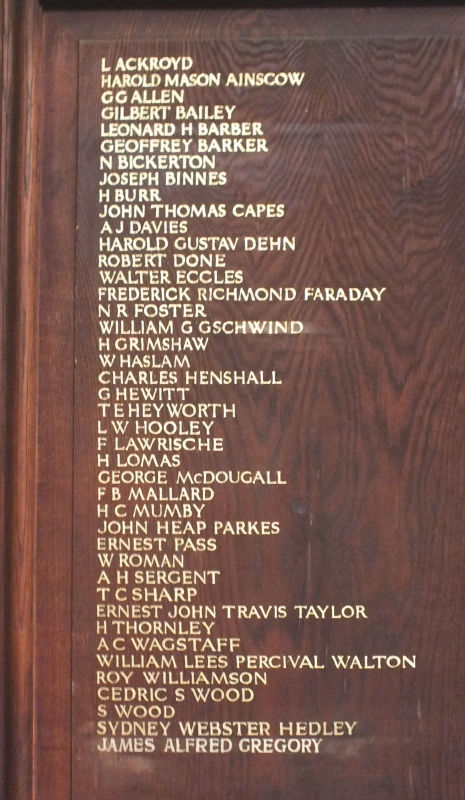 L ACKROYD
HAROLD MASON AINSCOW
G G ALLEN
GILBERT BAILEY
LEONARD H BARBER
GEOFFREY BARKER
N BICKERTON
JOSEPH BINNES
H BURR
JOHN THOMAS CAPES
A J DAVIES
HAROLD GUSTAV DEHN
ROBERT DONE
WALTER ECCLES
FREDERICK RICHMOND FARADAY
N R FOSTER
WILLIAM G GSCHWIND
H GRIMSHAW
W HASLAM
CHARLES HENSHALL
G HEWITT
T E HEYWORTH
L W HOOLEY
F LAWRISCHE
H LOMAS
GEORGE McDOUGALL
F B MALLARD
H C MUMBY
JOHN HEAP PARKES
ERNEST PASS
W ROMAN
A H SERGENT
T C SHARP
ERNEST JOHN TRAVIS TAYLOR
H THORNLEY
A C WAGSTAFF
WILLIAM LEES PERCIVAL WALTON
ROY WILLIAMSON
CEDRIC S WOOD
S WOOD
SYDNEY WEBSTER HEDLEY
JAMES ALFRED GREGORY